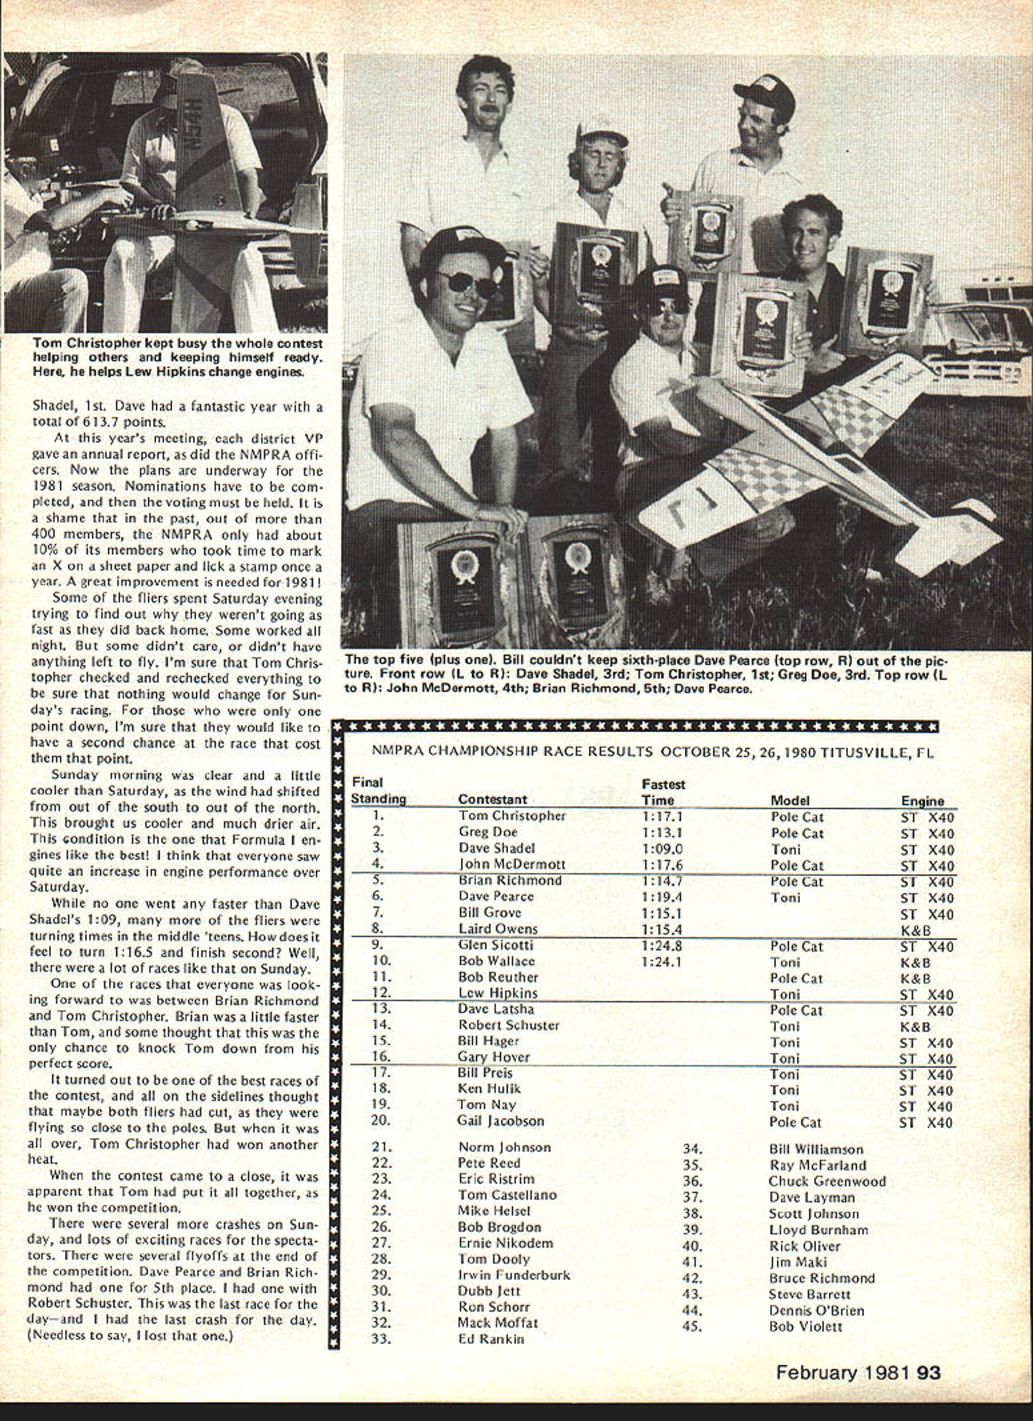 N54H
Tom Christopher kept busy the whole contest
helping others and keeping himself ready.
Here, he helps Lew Hipkins change engines.
Shadel, 1st. Dave had a fantastic year with a
total of 613.7 points.
At this year's meeting, each district VP
gave an annual report, as did the NMPRA offi-
cers. Now the plans are underway for the
1981 season. Nominations have to be com-
pleted, and then the voting must be held. It is
a shame that in the past, out of more than
400 members, the NMPRA only had about
10% of its members who took time to mark
an X on a sheet paper and lick a stamp once a
year. A great improvement is needed for 1981!
Some of the fliers spent Saturday evening
trying to find out why they weren't going as
fast as they did back home. Some worked all
night. But some didn't care, or didn't have
anything left to fly. I'm sure that Tom Chris-
topher checked and rechecked everything to
be sure that nothing would change for Sun-
day's racing. For those who were only one
point down, I'm sure that they would like to
have a second chance at the race that cost
them that point.
Sunday morning was clear and a little
cooler than Saturday, as the wind had shifted
from out of the south to out of the north.
This brought us cooler and much drier air.
This condition is the one that Formula I en-
gines like the best! I think that everyone saw
quite an increase in engine performance over
Saturday.
While no one went any faster than Dave
Shadel's 1:09, many more of the fliers were
turning times in the middle 'teens. How does it
feel to turn 1:16.5 and finish second? Well,
there were a lot of races like that on Sunday.
One of the races that everyone was look-
ing forward to was between Brian Richmond
and Tom Christopher. Brian was a little faster
than Tom, and some thought that this was the
only chance to knock Tom down from his
perfect score.
It turned out to be one of the best races of
the contest, and all on the sidelines thought
that maybe both fliers had cut, as they were
flying so close to the poles. But when it was
all over, Tom Christopher had won another
heat.
When the contest came to a close, it was
apparent that Tom had put it all together, as
he won the competition.
There were several more crashes on Sun-
day, and lots of exciting races for the specta-
tors. There were several flyoffs at the end of
the competition. Dave Pearce and Brian Rich-
mond had one for 5th place. I had one with
Robert Schuster. This was the last race for the
day—and I had the last crash for the day.
(Needless to say, I lost that one.)
The top five (plus one). Bill couldn't keep sixth-place Dave Pearce (top row, R) out of the pic-
ture. Front row (L to R): Dave Shadel, 3rd; Tom Christopher, 1st; Greg Doe, 3rd. Top row (L
to R): John McDermott, 4th; Brian Richmond, 5th; Dave Pearce.
NMPRA CHAMPIONSHIP RACE RESULTS OCTOBER 25, 26, 1980 TITUSVILLE, FL
Final Fastest
Standing Contestant Time Model Engine
1. Tom Christopher 1:17.1 Pole Cat ST X40
2. Greg Doe 1:13.1 Pole Cat ST X40
3. Dave Shadel 1:09.0 Toni ST X40
4. John McDermott 1:17.6 Pole Cat ST X40
5. Brian Richmond 1:14.7 Pole Cat ST X40
6. Dave Pearce 1:19.4 Toni ST X40
7. Bill Grove 1:15.1 ST X40
8. Laird Owens 1:15.4 K&B
9. Glen Sicotti 1:24.8 Pole Cat ST X40
10. Bob Wallace 1:24.1 Toni K&B
11. Bob Reuther Pole Cat K&B
12. Lew Hipkins Toni ST X40
13. Dave Latsha Pole Cat ST X40
14. Robert Schuster Toni K&B
15. Bill Hager Toni ST X40
16. Gary Hover Toni ST X40
17. Bill Preis Toni ST X40
18. Ken Hulik Toni ST X40
19. Tom Nay Toni ST X40
20. Gail Jacobson Pole Cat ST X40
21. Norm Johnson 34. Bill Williamson
22. Pete Reed 35. Ray McFarland
23. Eric Ristrim 36. Chuck Greenwood
24. Tom Castellano 37. Dave Layman
25. Mike Helsel 38. Scott Johnson
26. Bob Brogdon 39. Lloyd Burnham
27. Ernie Nikodem 40. Rick Oliver
28. Tom Dooly 41. Jim Maki
29. Irwin Funderburk 42. Bruce Richmond
30. Dubb Jett 43. Steve Barrett
31. Ron Schorr 44. Dennis O'Brien
32. Mack Moffat 45. Bob Violett
33. Ed Rankin
February 1981 93